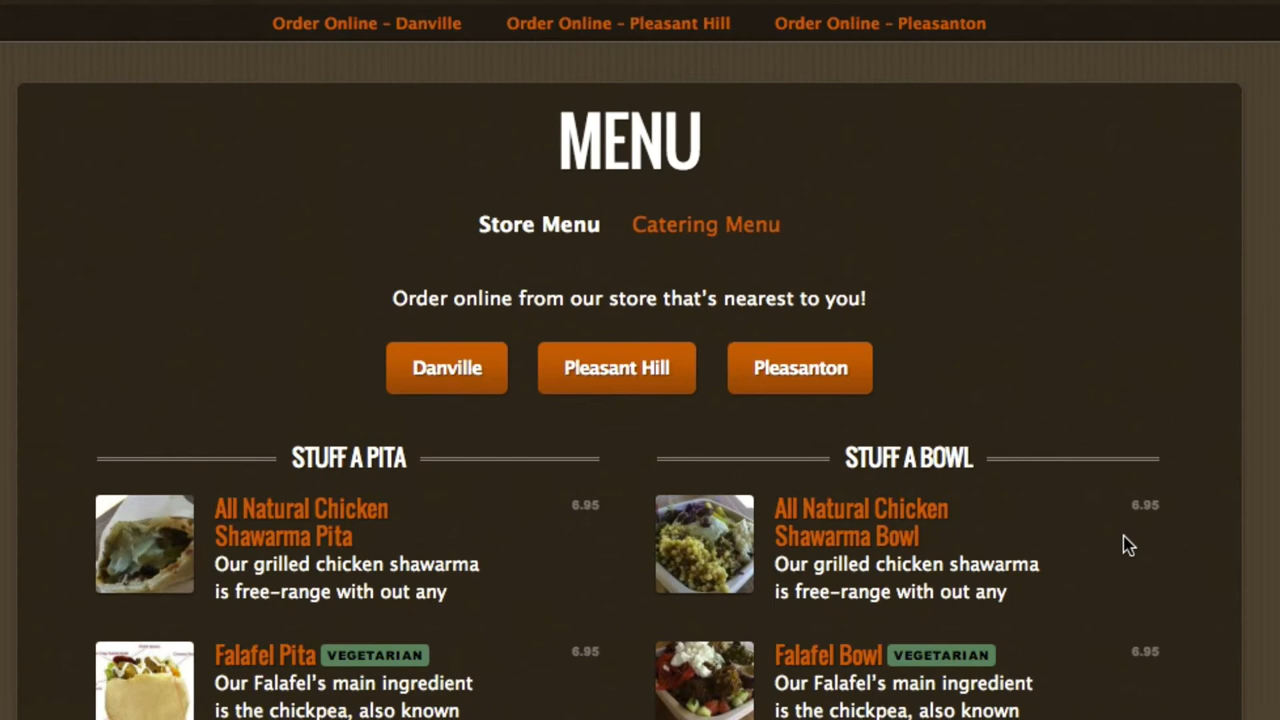 Order Online - Danville Order Online - Pleasant Hill Order Online - Pleasanton
MENU
Store Menu Catering Menu
Order online from our store that's nearest to you!
Danville Pleasant Hill Pleasanton
STUFF A PITA
All Natural Chicken 6.95
Shawarma Pita
Our grilled chicken shawarma
is free-range with out any
Falafel Pita VEGETARIAN 6.95
Our Falafel's main ingredient
is the chickpea, also known
STUFF A BOWL
All Natural Chicken 6.95
Shawarma Bowl
Our grilled chicken shawarma
is free-range with out any
Falafel Bowl VEGETARIAN 6.95
Our Falafel's main ingredient
is the chickpea, also known